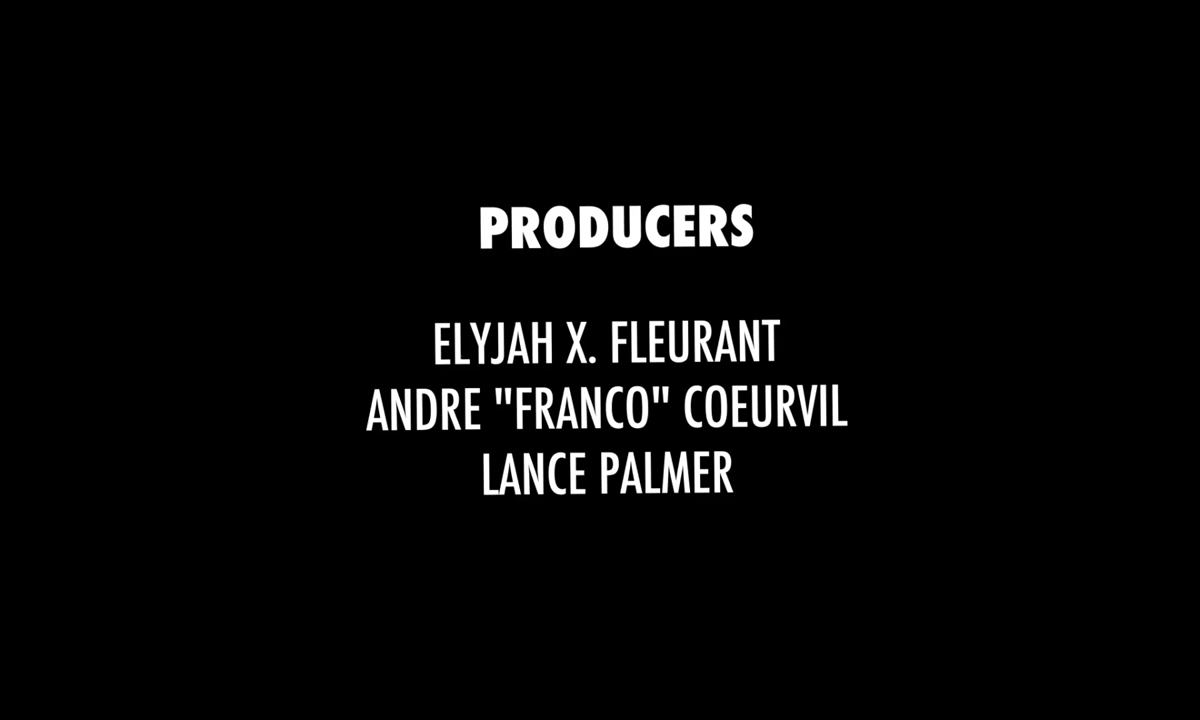 PRODUCERS
ELYJAH X. FLEURANT
ANDRE "FRANCO" COEURVIL
LANCE PALMER